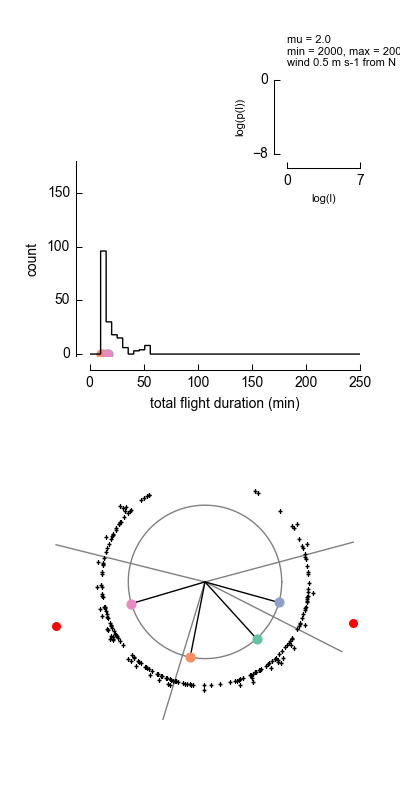 mu = 2.0
min = 2000, max = 200
wind 0.5 m s-1 from N
0
log(p(l))
−8
0 7
log(l)
150
100
50
0
count
0 50 100 150 200 250
total flight duration (min)